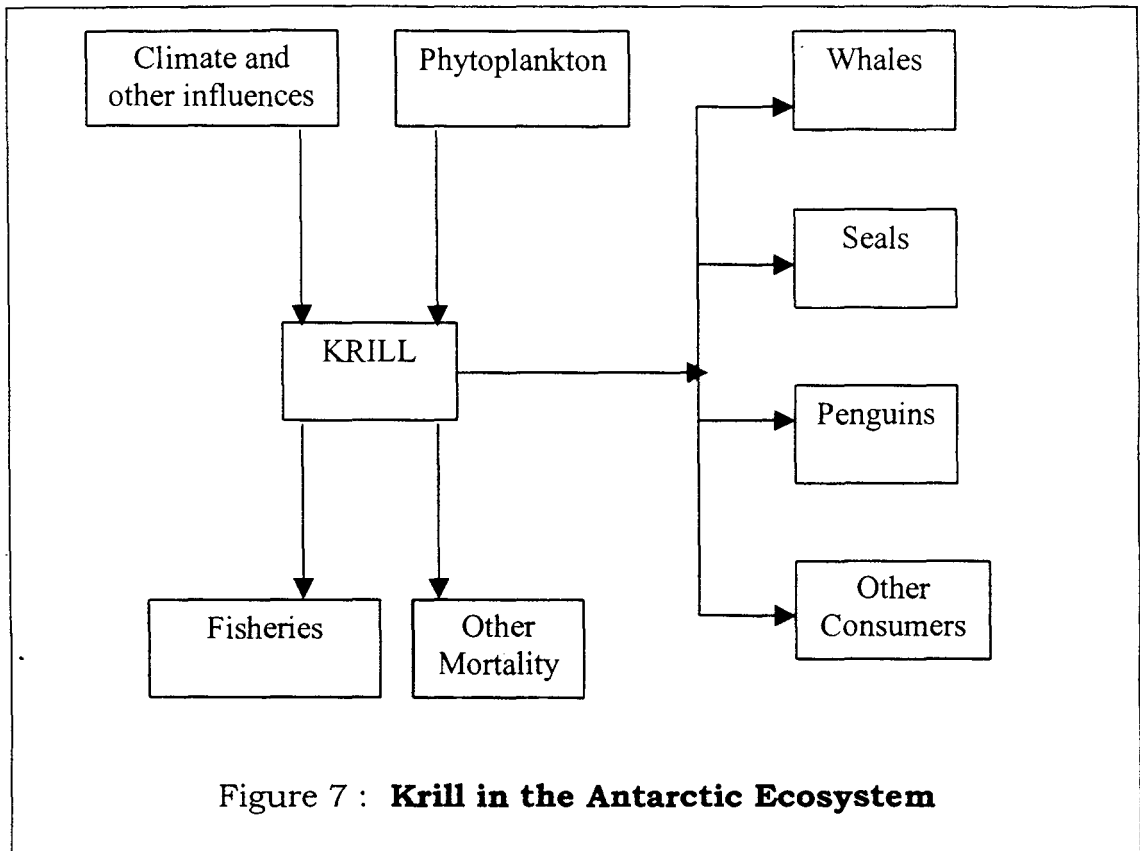 Climate and
other influences
Phytoplankton
Whales
Seals
KRILL
Penguins
Fisheries
Other
Mortality
Other
Consumers
Figure 7 : Krill in the Antarctic Ecosystem